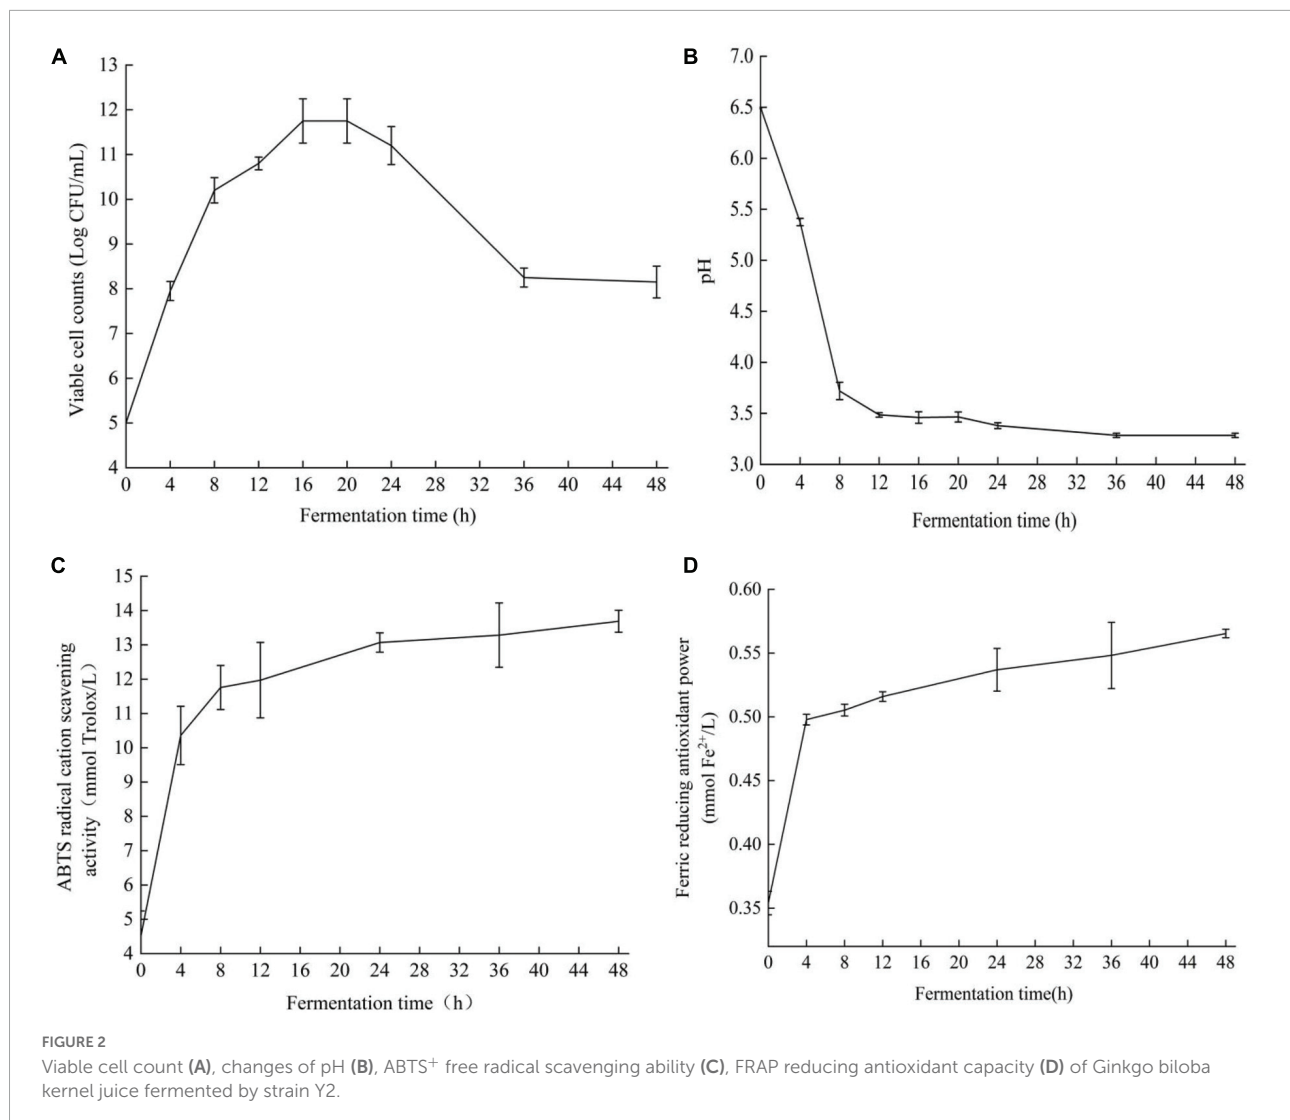 A
Viable cell counts (Log CFU/mL)
13
12
11
10
9
8
7
6
5
4
0 4 8 12 16 20 24 28 32 36 40 44 48
Fermentation time (h)
B
pH
7.0
6.5
6.0
5.5
5.0
4.5
4.0
3.5
3.0
0 4 8 12 16 20 24 28 32 36 40 44 48
Fermentation time (h)
C
ABTS radical cation scavening
activity（mmol Trolox/L）
15
14
13
12
11
10
9
8
7
6
5
4
0 4 8 12 16 20 24 28 32 36 40 44 48
Fermentation time（h）
D
Ferric reducing antioxidant power
(mmol Fe²⁺/L)
0.60
0.55
0.50
0.45
0.40
0.35
0 4 8 12 16 20 24 28 32 36 40 44 48
Fermentation time(h)
FIGURE 2
Viable cell count (A), changes of pH (B), ABTS⁺ free radical scavenging ability (C), FRAP reducing antioxidant capacity (D) of Ginkgo biloba
kernel juice fermented by strain Y2.